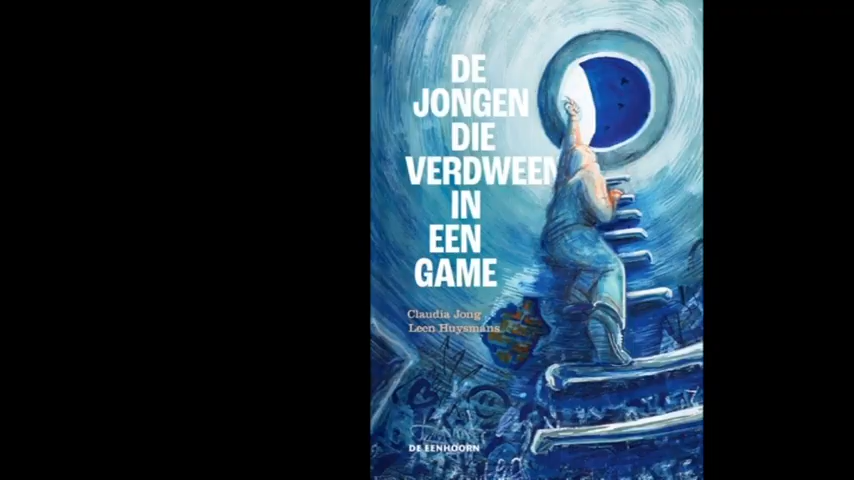 DE
JONGEN
DIE
VERDWEEN
IN
EEN
GAME
Claudia Jong
Leen Huysmans
DE EENHOORN